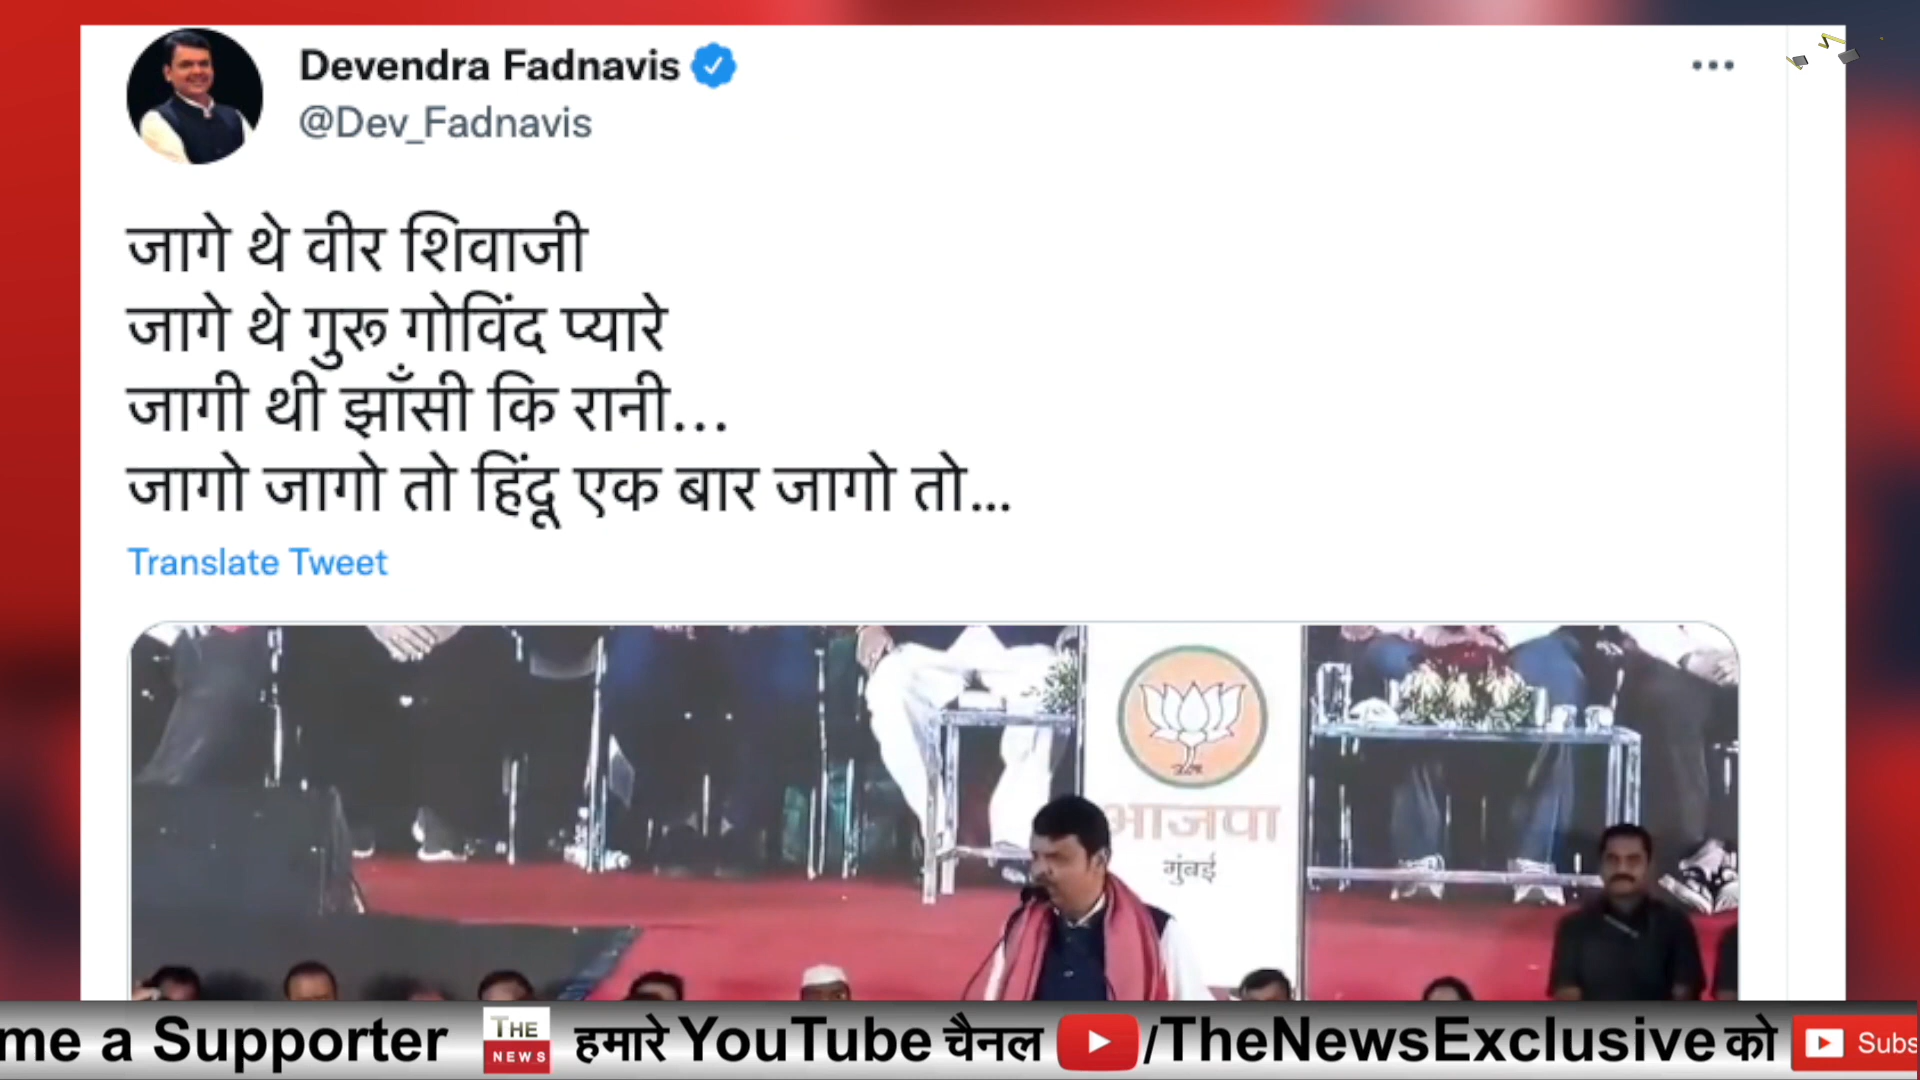 Devendra Fadnavis
@Dev_Fadnavis
जागे थे वीर शिवाजी
जागे थे गुरू गोविंद प्यारे
जागी थी झाँसी कि रानी...
जागो जागो तो हिंदू एक बार जागो तो...
Translate Tweet
भाजपा
मुंबई
me a Supporter THE NEWS हमारे YouTube चैनल /TheNewsExclusive को Subs